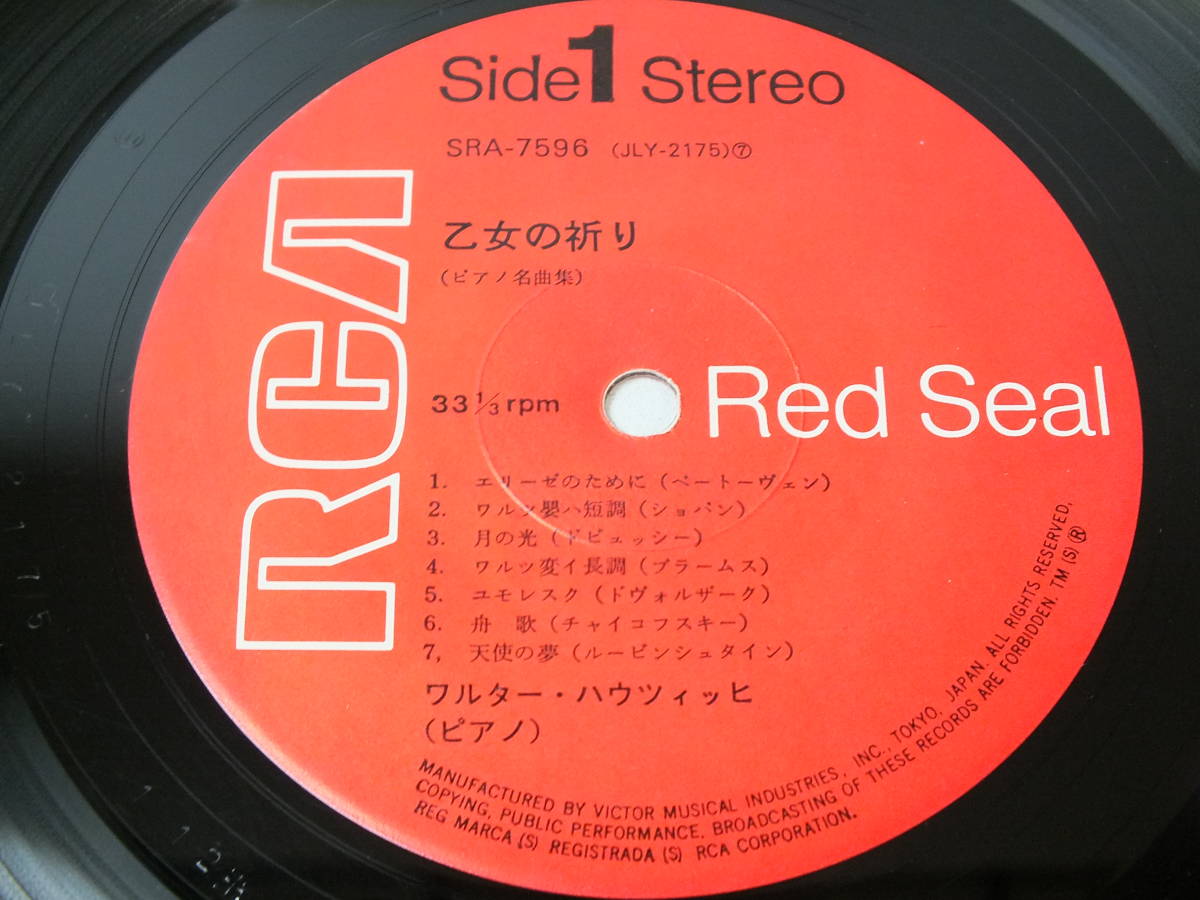 Side 1 Stereo
SRA-7596 (JLY-2175)⑦
乙女の祈り
(ピアノ名曲集)
RCA
33 1/3 rpm
Red Seal
1. エリーゼのために(ベートーヴェン)
2. ワルツ嬰ハ短調(ショパン)
3. 月の光(ドビュッシー)
4. ワルツ変イ長調(ブラームス)
5. ユモレスク(ドヴォルザーク)
6. 舟 歌(チャイコフスキー)
7, 天使の夢(ルービンシュタイン)
ワルター・ハウツィッヒ
(ピアノ)
MANUFACTURED BY VICTOR MUSICAL INDUSTRIES, INC., TOKYO, JAPAN. ALL RIGHTS RESERVED.
COPYING, PUBLIC PERFORMANCE, BROADCASTING OF THESE RECORDS ARE FORBIDDEN. TM (S) ®
REG MARCA (S) REGISTRADA (S) RCA CORPORATION.